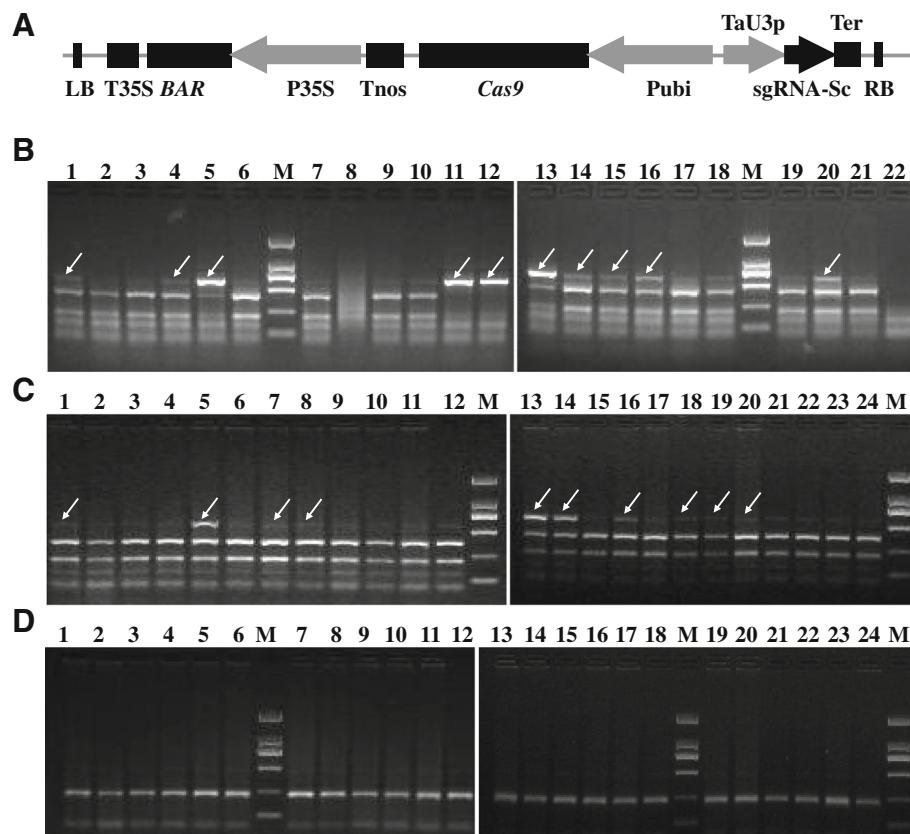 A
TaU3p Ter
LB T35S BAR P35S Tnos Cas9 Pubi sgRNA-Sc RB
B
1 2 3 4 5 6 M 7 8 9 10 11 12 13 14 15 16 17 18 M 19 20 21 22
C
1 2 3 4 5 6 7 8 9 10 11 12 M 13 14 15 16 17 18 19 20 21 22 23 24 M
D
1 2 3 4 5 6 M 7 8 9 10 11 12 13 14 15 16 17 18 M 19 20 21 22 23 24 M